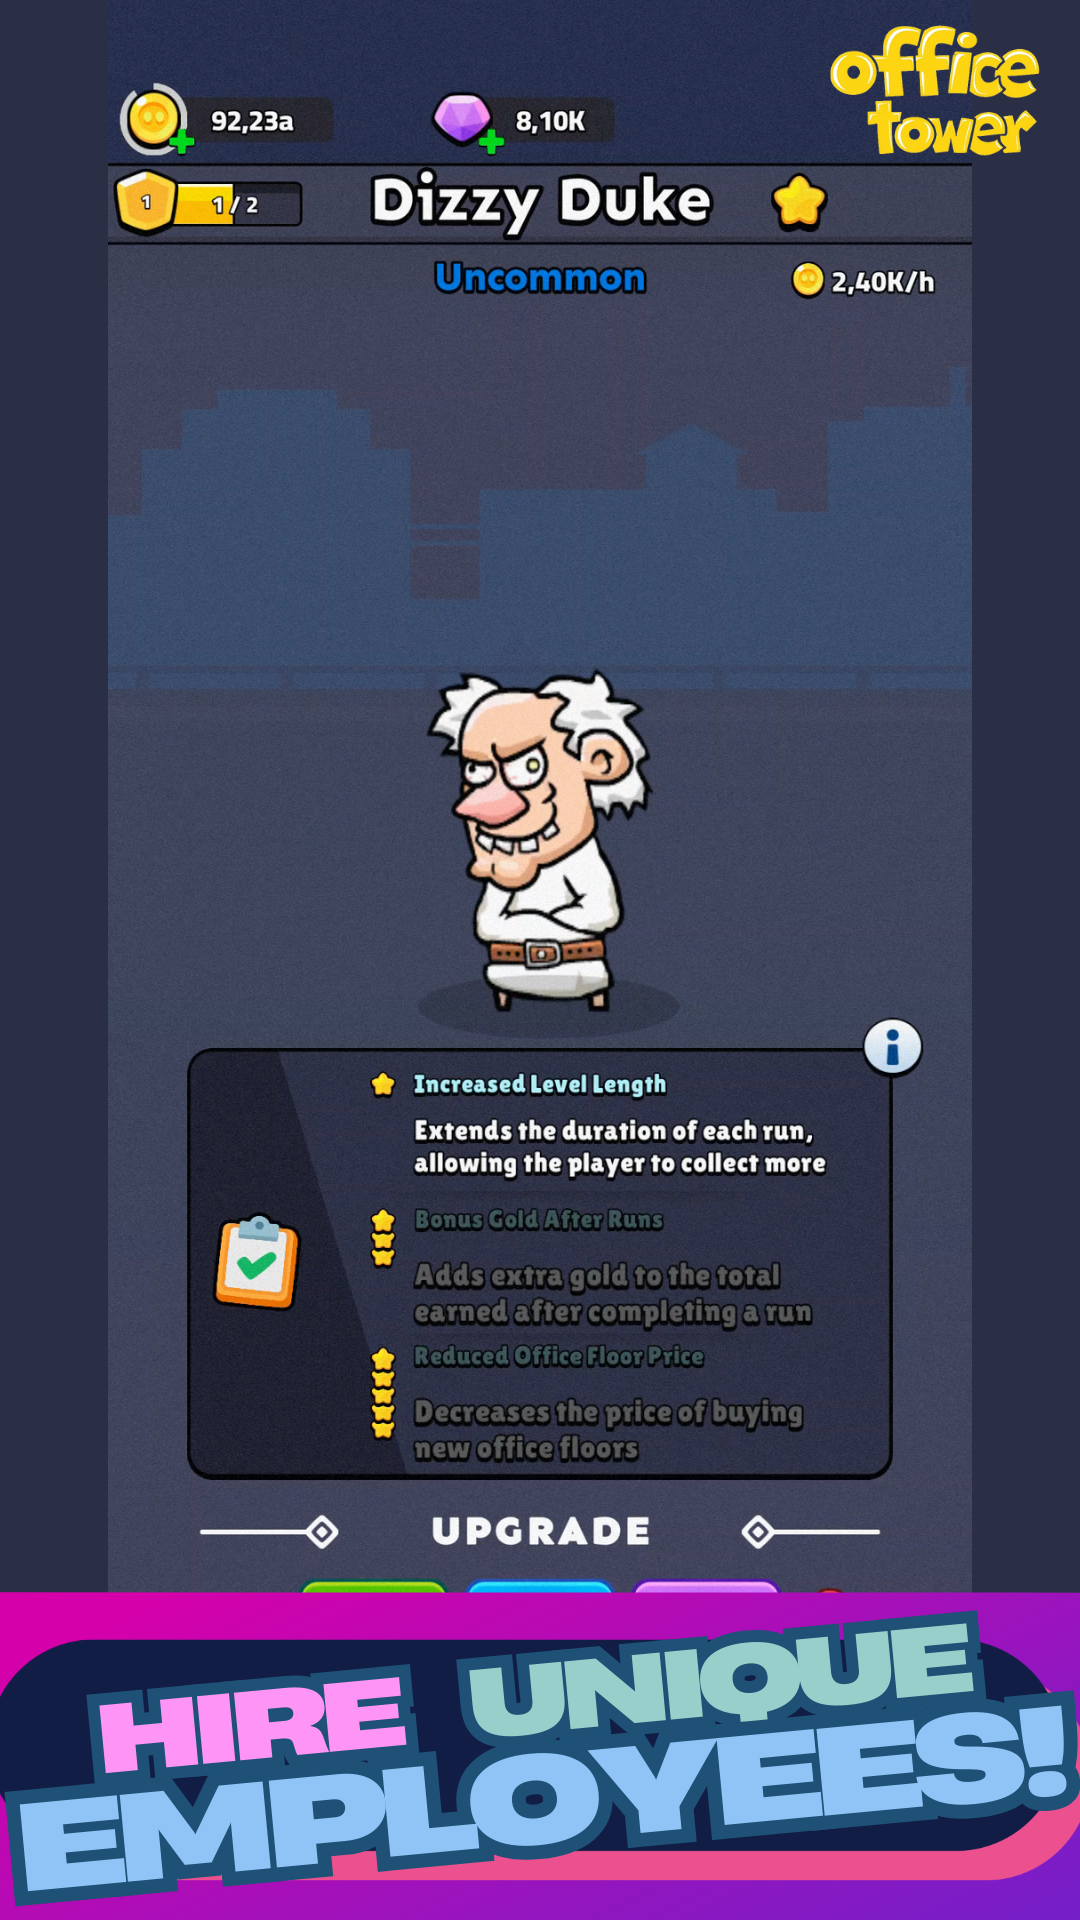 office
tower
92,23a
8,10K
1
1 / 2
Dizzy Duke
Uncommon
2,40K/h
Increased Level Length
Extends the duration of each run,
allowing the player to collect more
Bonus Gold After Runs
Adds extra gold to the total
earned after completing a run
Reduced Office Floor Price
Decreases the price of buying
new office floors
UPGRADE
HIRE UNIQUE
EMPLOYEES!